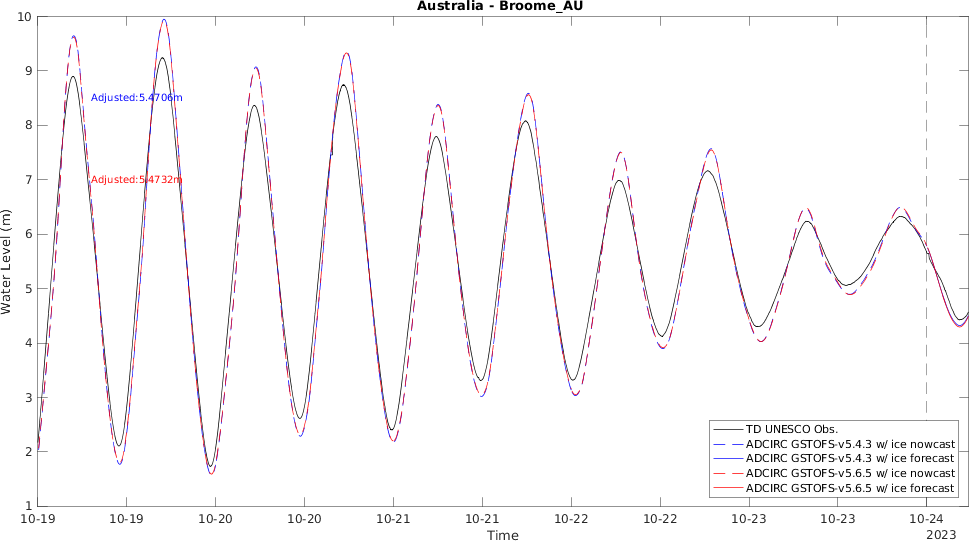 Australia - Broome_AU
10
9
8
7
6
5
4
3
2
1
Water Level (m)
Adjusted:5.4706m
Adjusted:5.4732m
TD UNESCO Obs.
ADCIRC GSTOFS-v5.4.3 w/ ice nowcast
ADCIRC GSTOFS-v5.4.3 w/ ice forecast
ADCIRC GSTOFS-v5.6.5 w/ ice nowcast
ADCIRC GSTOFS-v5.6.5 w/ ice forecast
10-19 10-19 10-20 10-20 10-21 10-21 10-22 10-22 10-23 10-23 10-24
Time
2023